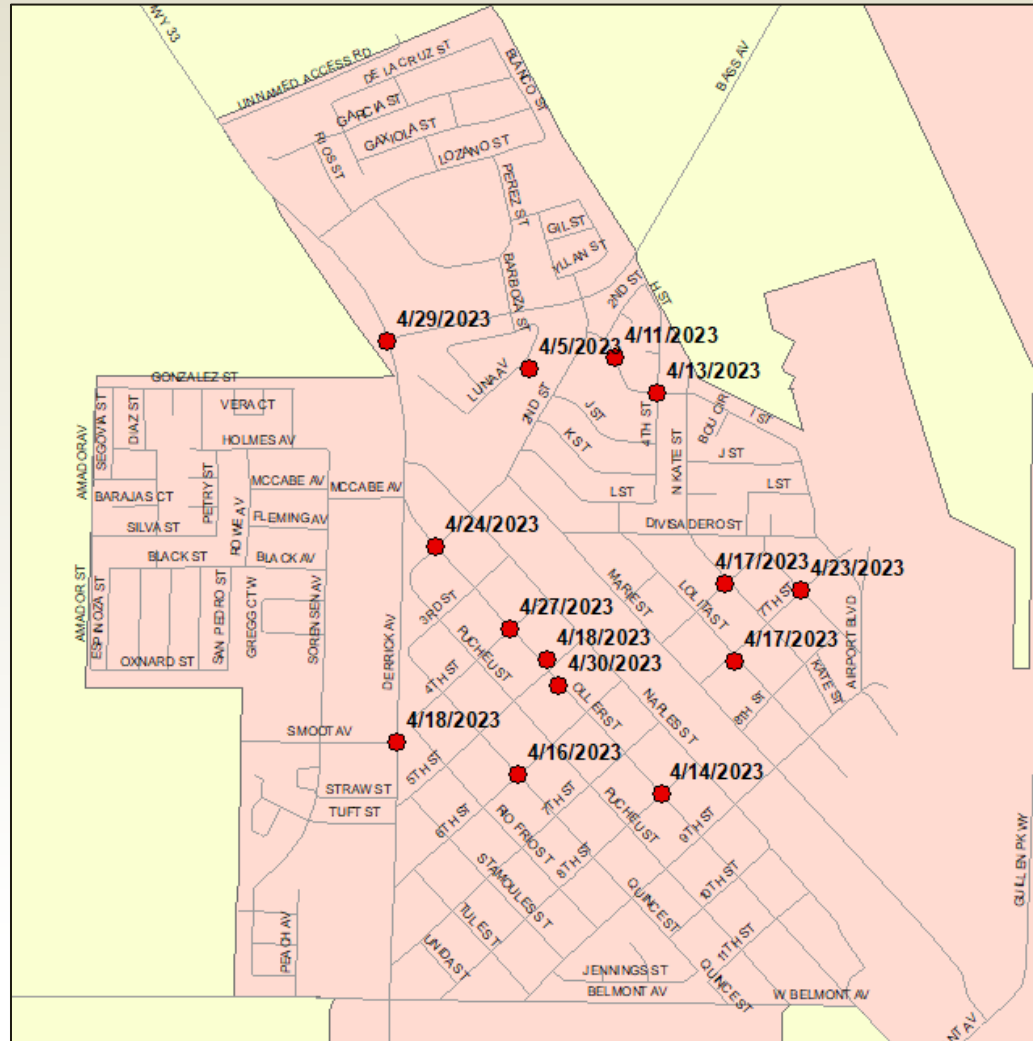 WY 33
UNNAMED ACCESS RD
DE LA CRUZ ST
BLANCO ST
BASS AV
GARCIA ST
GAXIOLA ST
RIOS ST
LOZANO ST
PEREZ ST
GIL ST
YLLAN ST
BARBOZA ST
2ND ST
H ST
4/29/2023
4/11/2023
4/5/2023
4/13/2023
LUNA AV
2ND ST
GONZALEZ ST
SEGOVIA ST
DIAZ ST
VERA CT
J ST
K ST
4TH ST
N KATE ST
BOU CIR
I ST
AMADOR AV
HOLMES AV
J ST
BARAJAS CT
PETRY ST
MCCABE AV
MCCABE AV
L ST
L ST
SILVA ST
ROWE AV
FLEMING AV
DIVISADERO ST
4/24/2023
BLACK ST
BLACK AV
4/17/2023
4/23/2023
AMADOR ST
ESPINOZA ST
SAN PEDRO ST
GREGG CT W
SORENSEN AV
DERRICK AV
3RD ST
MARIE ST
LOLITA ST
7TH ST
4/27/2023
4/18/2023
4/17/2023
4/30/2023
OXNARD ST
PUCHEU ST
4TH ST
OLLER ST
NAPLES ST
8TH ST
KATE ST
AIRPORT BLVD
4/18/2023
SMOOT AV
5TH ST
4/16/2023
4/14/2023
STRAW ST
TUFT ST
6TH ST
7TH ST
RIO FRIO ST
PUCHEU ST
8TH ST
9TH ST
GUILLEN PKWY
STAMOULES ST
TULE ST
UNIDA ST
QUINCE ST
10TH ST
11TH ST
PEACH AV
JENNINGS ST
BELMONT AV
QUINCE ST
W BELMONT AV
NT AV